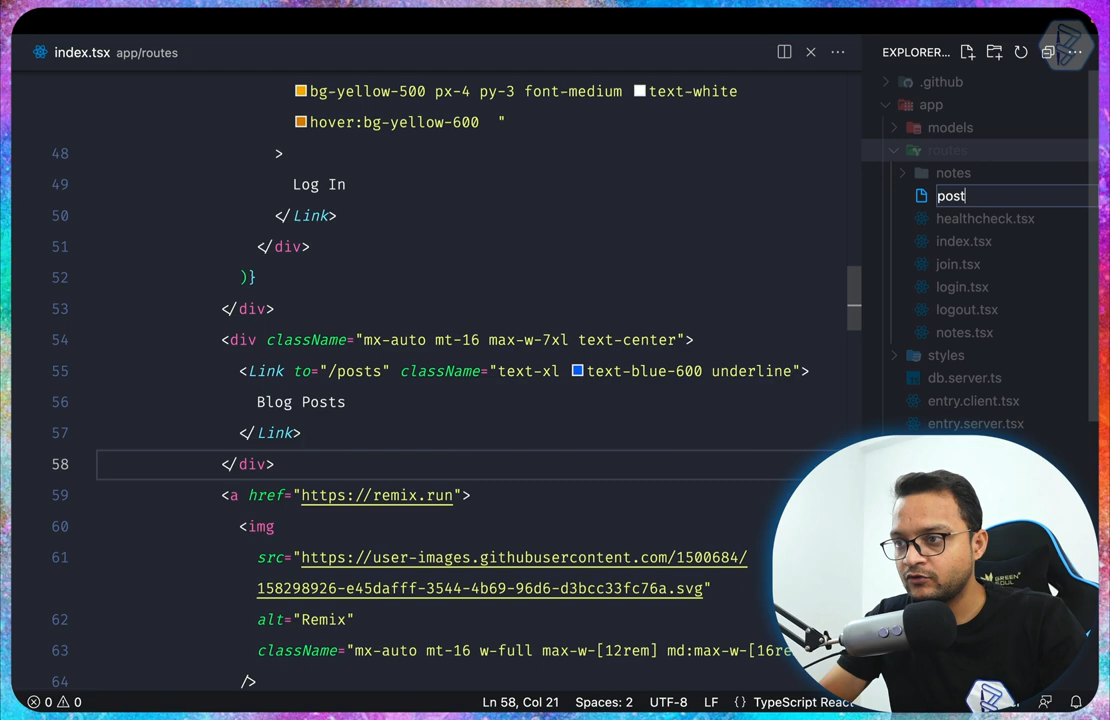 index.tsx app/routes
EXPLORER...
bg-yellow-500 px-4 py-3 font-medium text-white
hover:bg-yellow-600 "
48 >
49 Log In
50 </Link>
51 </div>
52 )}
53 </div>
54 <div className="mx-auto mt-16 max-w-7xl text-center">
55 <Link to="/posts" className="text-xl text-blue-600 underline">
56 Blog Posts
57 </Link>
58 </div>
59 <a href="https://remix.run">
60 <img
61 src="https://user-images.githubusercontent.com/1500684/
158298926-e45dafff-3544-4b69-96d6-d3bcc33fc76a.svg"
62 alt="Remix"
63 className="mx-auto mt-16 w-full max-w-[12rem] md:max-w-[16re
64 />
.github
app
models
routes
notes
post
healthcheck.tsx
index.tsx
join.tsx
login.tsx
logout.tsx
notes.tsx
styles
db.server.ts
entry.client.tsx
entry.server.tsx
GREEN SOUL
0 0
Ln 58, Col 21 Spaces: 2 UTF-8 LF {} TypeScript Reac